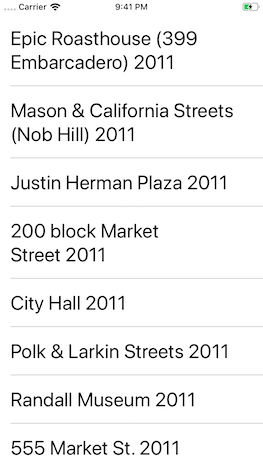 ..... Carrier 9:41 PM
Epic Roasthouse (399
Embarcadero) 2011
Mason & California Streets
(Nob Hill) 2011
Justin Herman Plaza 2011
200 block Market
Street 2011
City Hall 2011
Polk & Larkin Streets 2011
Randall Museum 2011
555 Market St. 2011